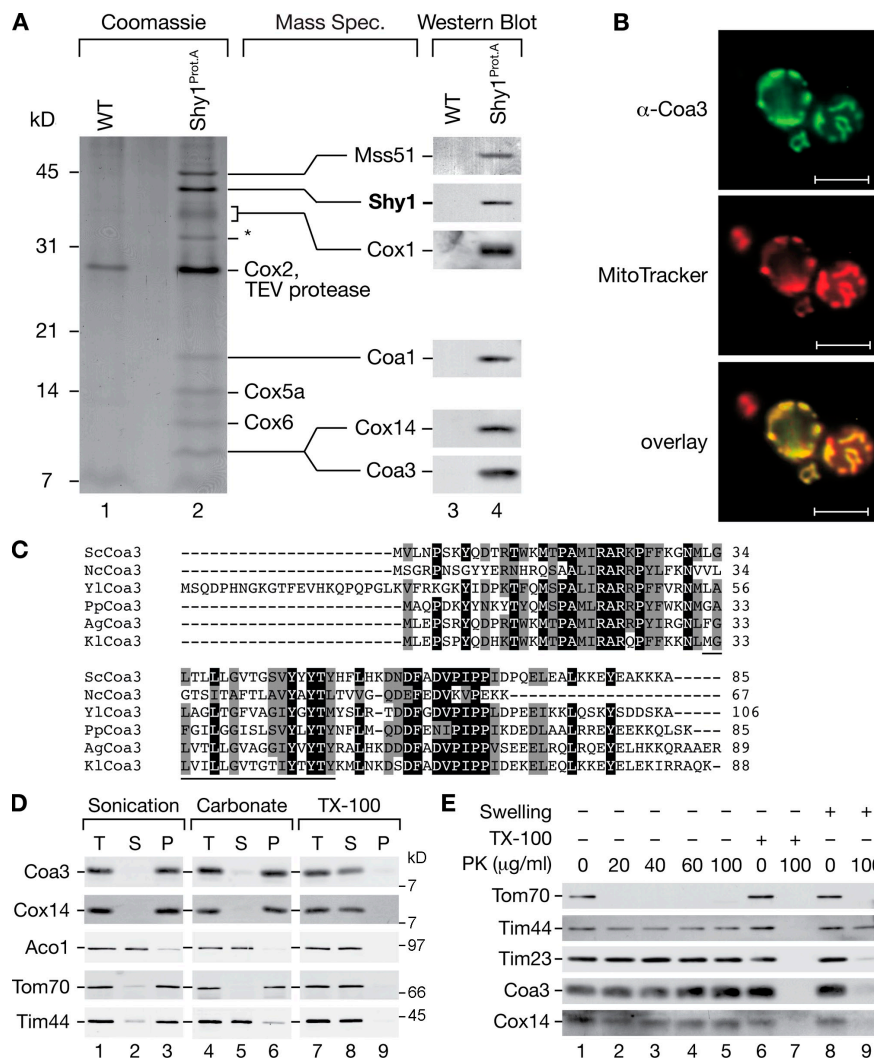 A
Coomassie Mass Spec. Western Blot
kD WT Shy1Prot.A WT Shy1Prot.A
45
31
21
14
7
*
Cox2,
TEV protease
Cox5a
Cox6
Mss51
Shy1
Cox1
Coa1
Cox14
Coa3
1 2 3 4
B
α-Coa3
MitoTracker
overlay
C
ScCoa3 --------------------MVLNPSKYQDTRTWKMTPAMIRARKPFFKGNMLG 34
NcCoa3 --------------------MSGRPNSGYYERNHRQSAALIRARRPYLFKNVVL 34
YlCoa3 MSQDPHNGKGTFEVHKQPQPGLKVFRKGKYIDPKTFQMSPAMLRARRPFFVKNMLA 56
PpCoa3 ---------------------MAQPDKYYNKYTYQMSPAMLRARRPYFIKNMGA 33
AgCoa3 ---------------------MLEPSRYQDPRTWKMTPAMIRARRPFFVRGNLFG 33
KlCoa3 ---------------------MLEPSRYQDHKTWKMTPAMIRARQPFFKKNLMG 33
ScCoa3 LTLLLGVTGSVYYYTYHFLHKDNDFADVPIPPIDPQELEALKKEYEAKKKA----- 85
NcCoa3 GTSITAFTLAVYAYTLTVVG-QDEFEDVKVPEKK---------------------- 67
YlCoa3 LAGLTGFVAGIYGYTMYSLR-TDDFGDVPIPPLDPEEIKKLQSKYSDDSKA---- 106
PpCoa3 FGILGGISLSVYLYTYNFLM-QDDFENIPIPPIKDEDLAALRREYEEKKQLSK-- 85
AgCoa3 LVTLLGVAGGIYVYTYRALHKDDDFADVPIPPVSEEELRQLRQEYELHKKQRAAER 89
KlCoa3 LVILLGVTGTIYTYTYKMLNKDSDFADVPIPPIDEKELEQLKKEYELEKIRRAQK- 88
D
Sonication Carbonate TX-100
T S P T S P T S P kD
Coa3 7
Cox14 7
Aco1 97
Tom70 66
Tim44 45
1 2 3 4 5 6 7 8 9
E
Swelling – – – – – – – + +
TX-100 – – – – – + + – –
PK (μg/ml) 0 20 40 60 100 0 100 0 100
Tom70
Tim44
Tim23
Coa3
Cox14
1 2 3 4 5 6 7 8 9